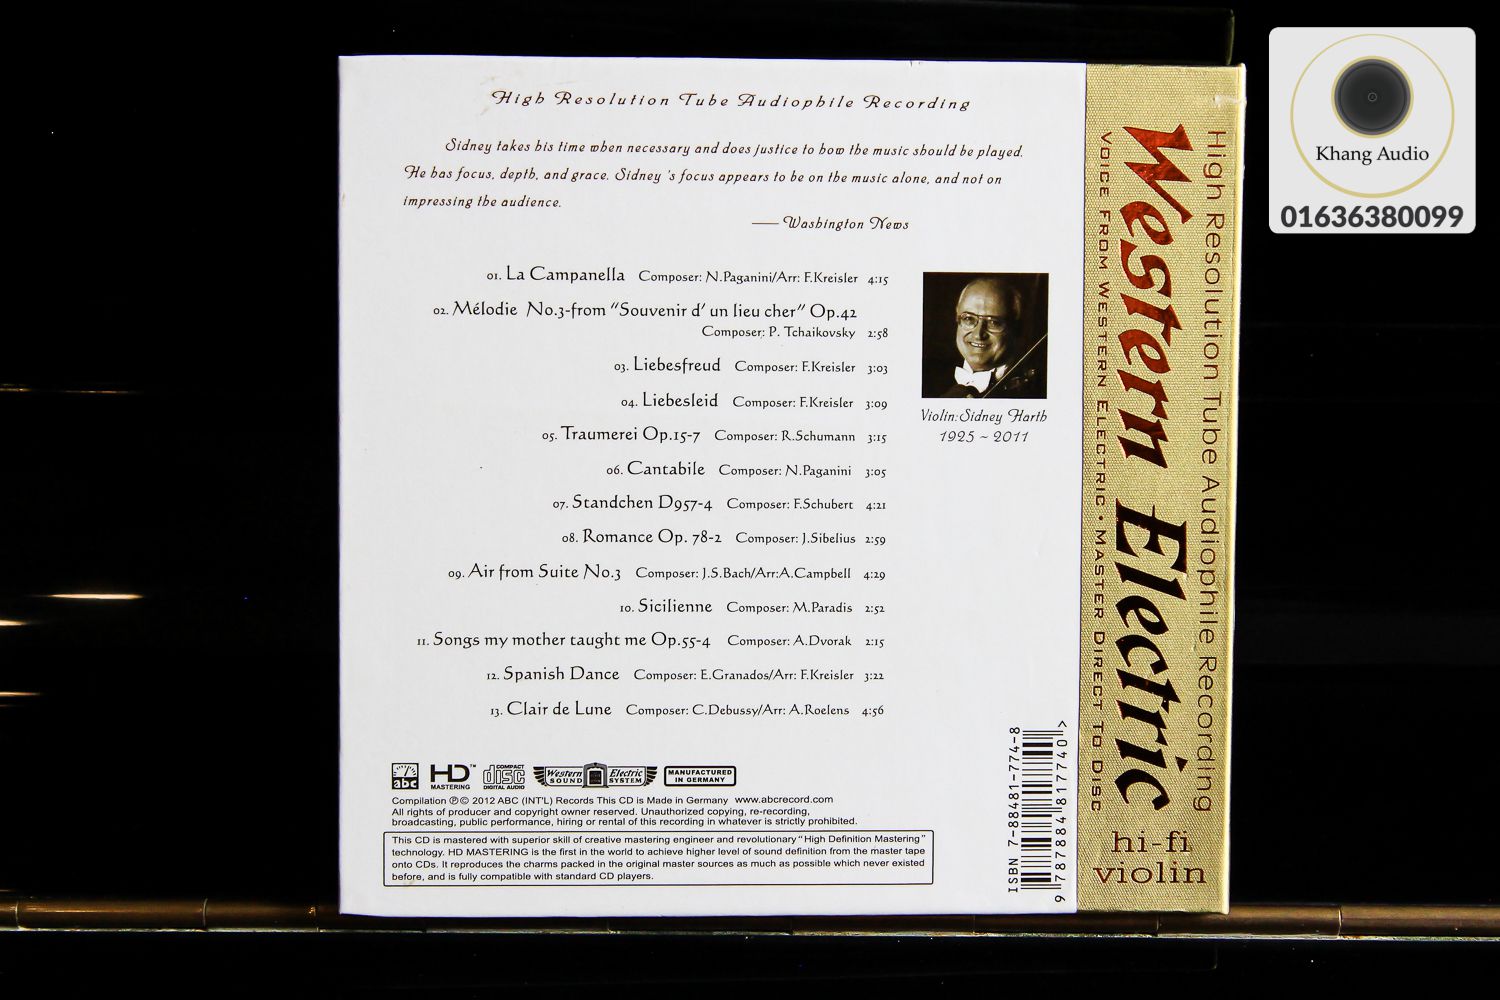 High Resolution Tube Audiophile Recording
Sidney takes his time when necessary and does justice to how the music should be played.
He has focus, depth, and grace. Sidney 's focus appears to be on the music alone, and not on
impressing the audience.
—— Washington News
01. La Campanella Composer: N.Paganini/Arr: F.Kreisler 4:15
02. Mélodie No.3-from "Souvenir d' un lieu cher" Op.42
Composer: P. Tchaikovsky 2:58
03. Liebesfreud Composer: F.Kreisler 3:03
04. Liebesleid Composer: F.Kreisler 3:09
05. Traumerei Op.15-7 Composer: R.Schumann 3:15
06. Cantabile Composer: N.Paganini 3:05
07. Standchen D957-4 Composer: F.Schubert 4:21
08. Romance Op. 78-2 Composer: J.Sibelius 2:59
09. Air from Suite No.3 Composer: J.S.Bach/Arr:A.Campbell 4:29
10. Sicilienne Composer: M.Paradis 2:52
11. Songs my mother taught me Op.55-4 Composer: A.Dvorak 2:15
12. Spanish Dance Composer: E.Granados/Arr: F.Kreisler 3:22
13. Clair de Lune Composer: C.Debussy/Arr: A.Roelens 4:56
Violin:Sidney Harth
1925 ~ 2011
abc
HD™
MASTERING
COMPACT
disc
DIGITAL AUDIO
Western Electric
SOUND SYSTEM
MANUFACTURED
IN GERMANY
Compilation ℗© 2012 ABC (INT'L) Records This CD is Made in Germany www.abcrecord.com
All rights of producer and copyright owner reserved. Unauthorized copying, re-recording,
broadcasting, public performance, hiring or rental of this recording in whatever is strictly prohibited.
This CD is mastered with superior skill of creative mastering engineer and revolutionary "High Definition Mastering"
technology. HD MASTERING is the first in the world to achieve higher level of sound definition from the master tape
onto CDs. It reproduces the charms packed in the original master sources as much as possible which never existed
before, and is fully compatible with standard CD players.
ISBN 7-88481-774-8
9 787884 817740 >
High Resolution Tube Audiophile Recording
Western Electric
VOICE FROM WESTERN ELECTRIC • MASTER DIRECT TO DISC
hi-fi
violin
Khang Audio
01636380099